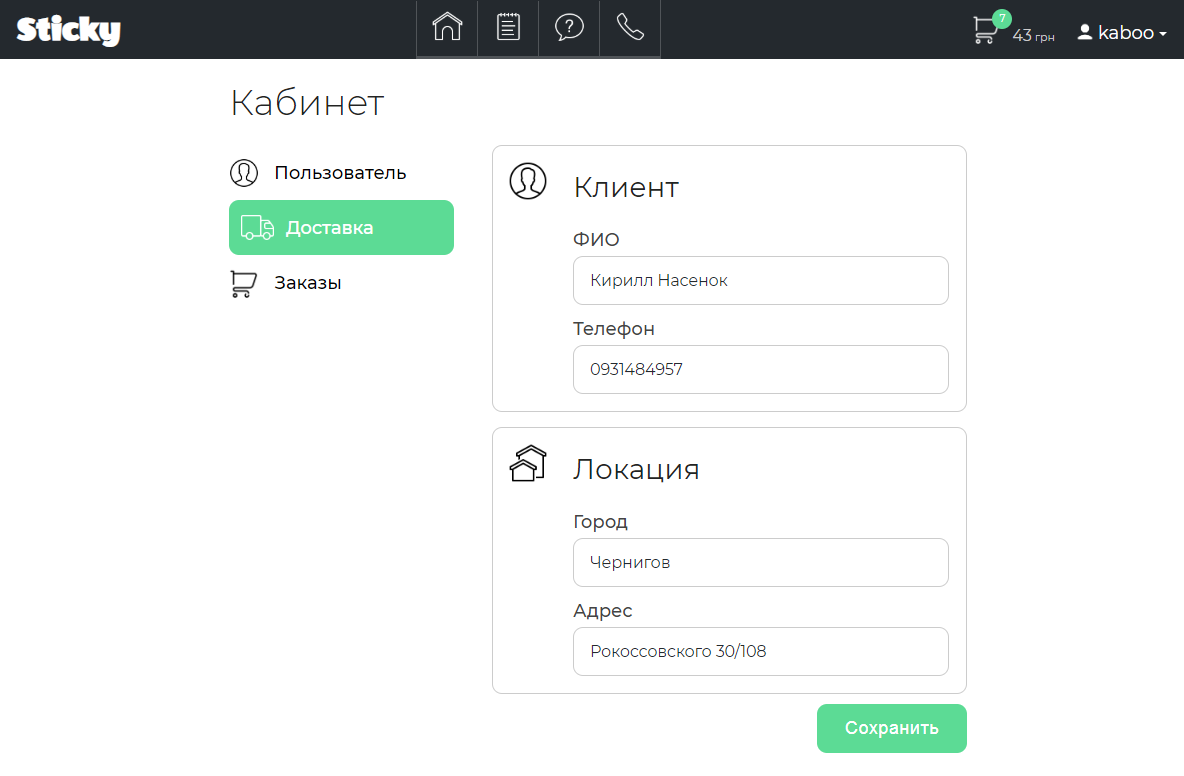 Sticky
7
43 грн
kaboo
Кабинет
Пользователь
Доставка
Заказы
Клиент
ФИО
Кирилл Насенок
Телефон
0931484957
Локация
Город
Чернигов
Адрес
Рокоссовского 30/108
Сохранить